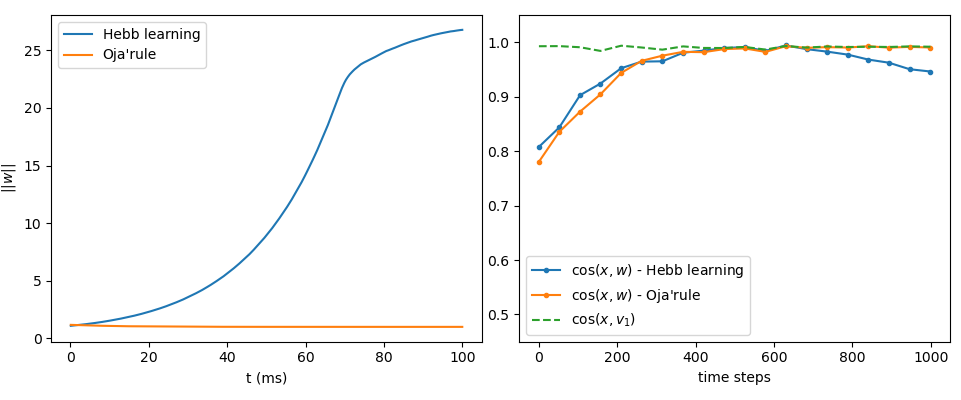 Hebb learning
Oja'rule
||w||
25
20
15
10
5
0
0 20 40 60 80 100
t (ms)
1.0
0.9
0.8
0.7
0.6
0.5
cos(x, w) - Hebb learning
cos(x, w) - Oja'rule
cos(x, v₁)
0 200 400 600 800 1000
time steps